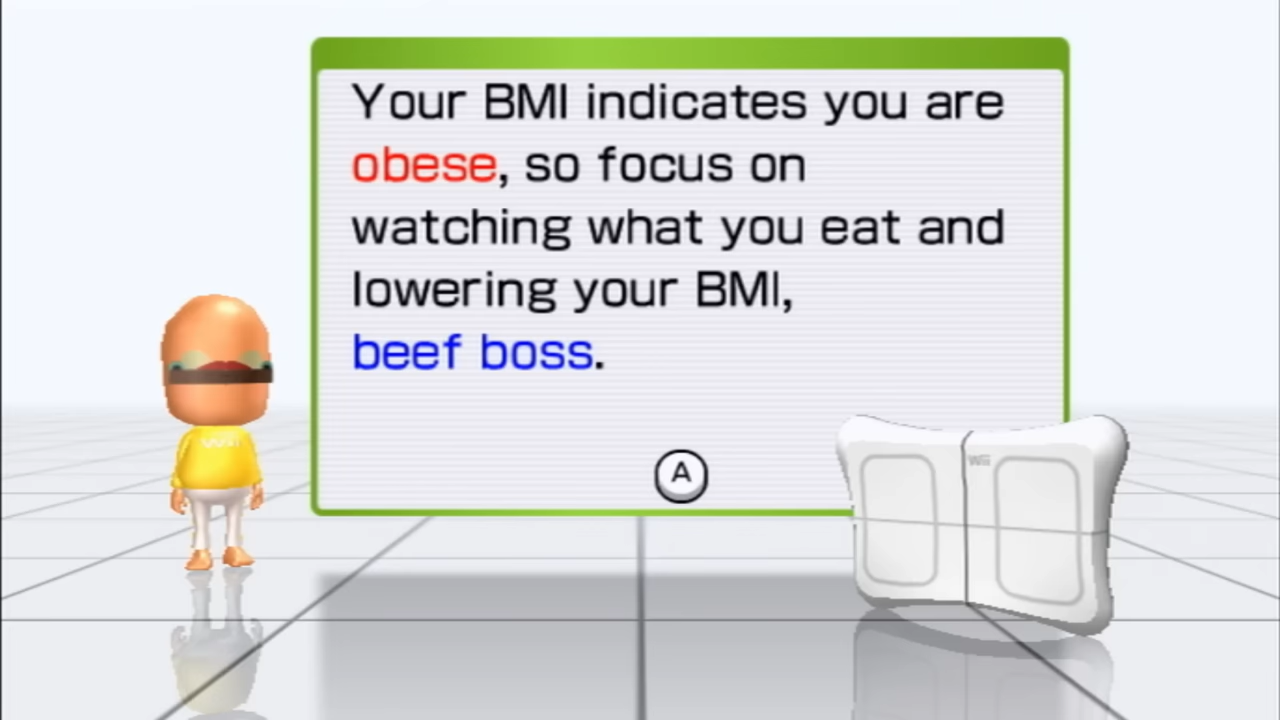 Your BMI indicates you are
obese, so focus on
watching what you eat and
lowering your BMI,
beef boss.
A
Wii